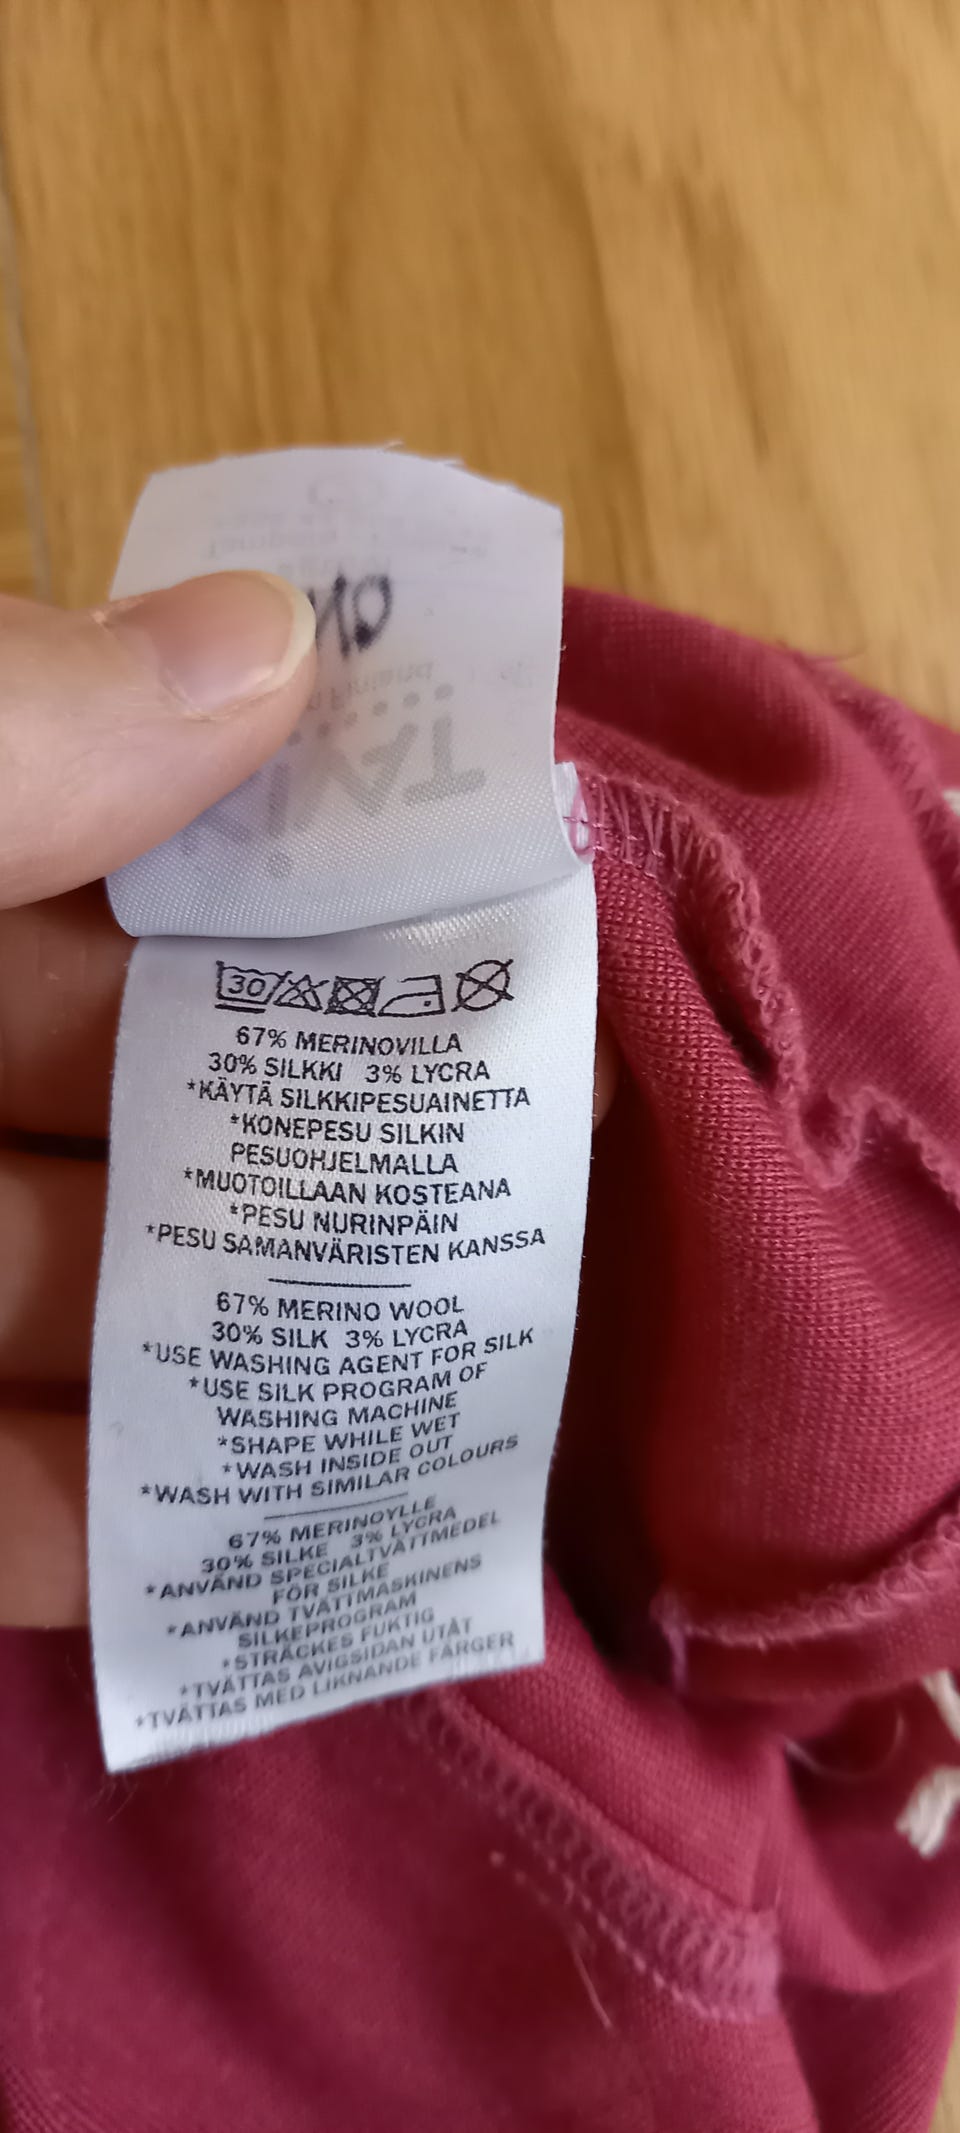 30
67% MERINOVILLA
30% SILKKI 3% LYCRA
*KÄYTÄ SILKKIPESUAINETTA
*KONEPESU SILKIN
PESUOHJELMALLA
*MUOTOILLAAN KOSTEANA
*PESU NURINPÄIN
*PESU SAMANVÄRISTEN KANSSA
67% MERINO WOOL
30% SILK 3% LYCRA
*USE WASHING AGENT FOR SILK
*USE SILK PROGRAM OF
WASHING MACHINE
*SHAPE WHILE WET
*WASH INSIDE OUT
*WASH WITH SIMILAR COLOURS
67% MERINOYLLE
30% SILKE 3% LYCRA
*ANVÄND SPECIALTVÄTTMEDEL
FÖR SILKE
*ANVÄND TVÄTTMASKINENS
SILKEPROGRAM
*STRÄCKES FUKTIG
*TVÄTTAS AVIGSIDAN UTÅT
*TVÄTTAS MED LIKNANDE FÄRGER